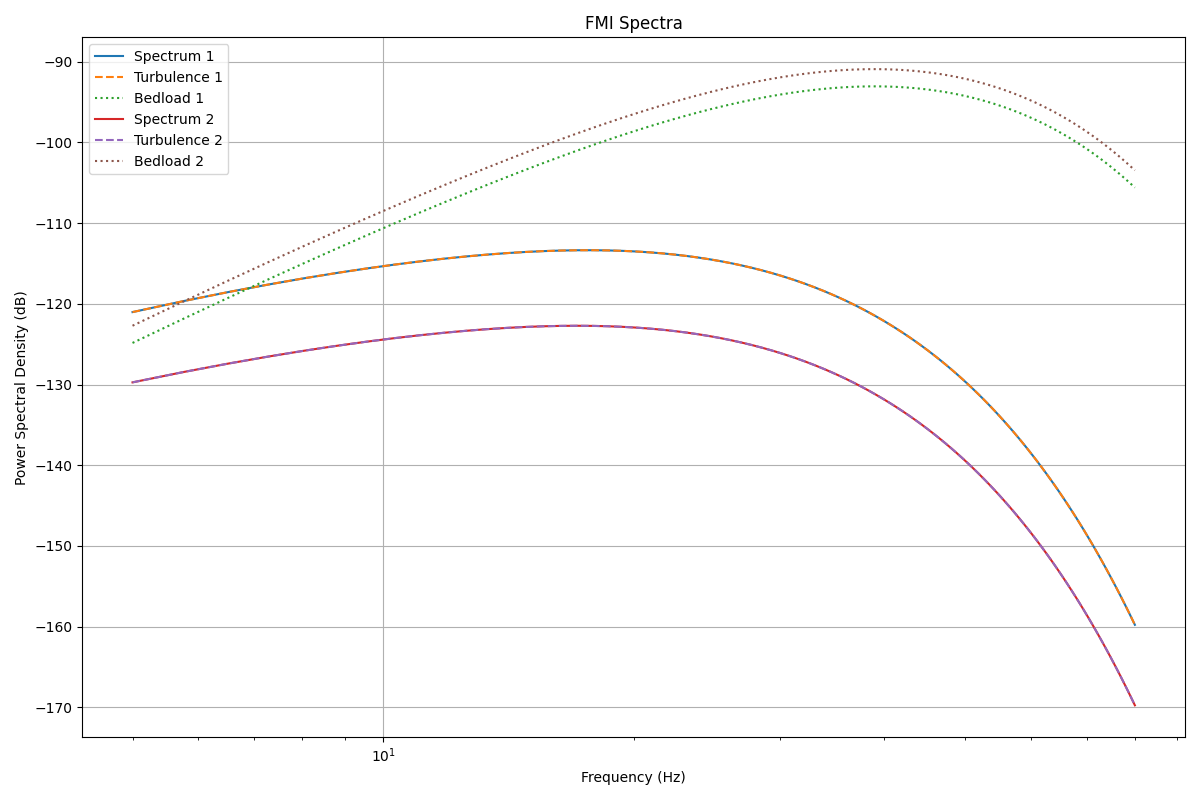 FMI Spectra
Spectrum 1
Turbulence 1
Bedload 1
Spectrum 2
Turbulence 2
Bedload 2
Power Spectral Density (dB)
−90
−100
−110
−120
−130
−140
−150
−160
−170
10¹
Frequency (Hz)